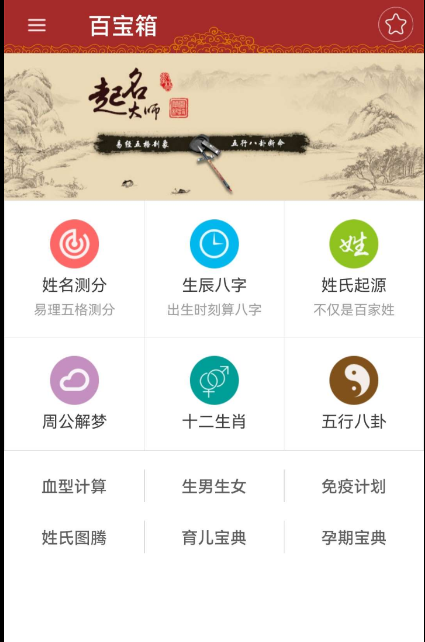 百宝箱
起名大师
易经五格剖象 五行八卦断命
姓名测分 生辰八字 姓氏起源
易理五格测分 出生时刻算八字 不仅是百家姓
姓
周公解梦 十二生肖 五行八卦
血型计算 生男生女 免疫计划
姓氏图腾 育儿宝典 孕期宝典